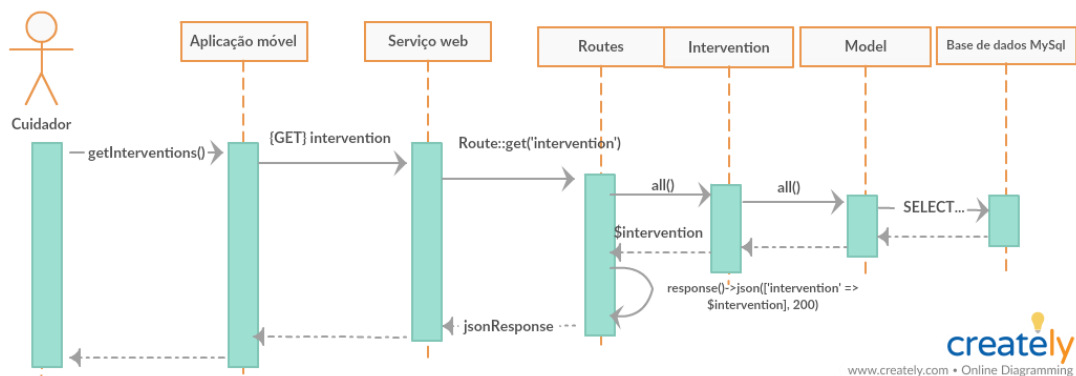 Aplicação móvel
Serviço web
Routes
Intervention
Model
Base de dados MySql
Cuidador
getInterventions()
{GET} intervention
Route::get('intervention')
all()
all()
SELECT...
$intervention
response()->json(['intervention' =>
$intervention], 200)
jsonResponse
creately
www.creately.com • Online Diagramming